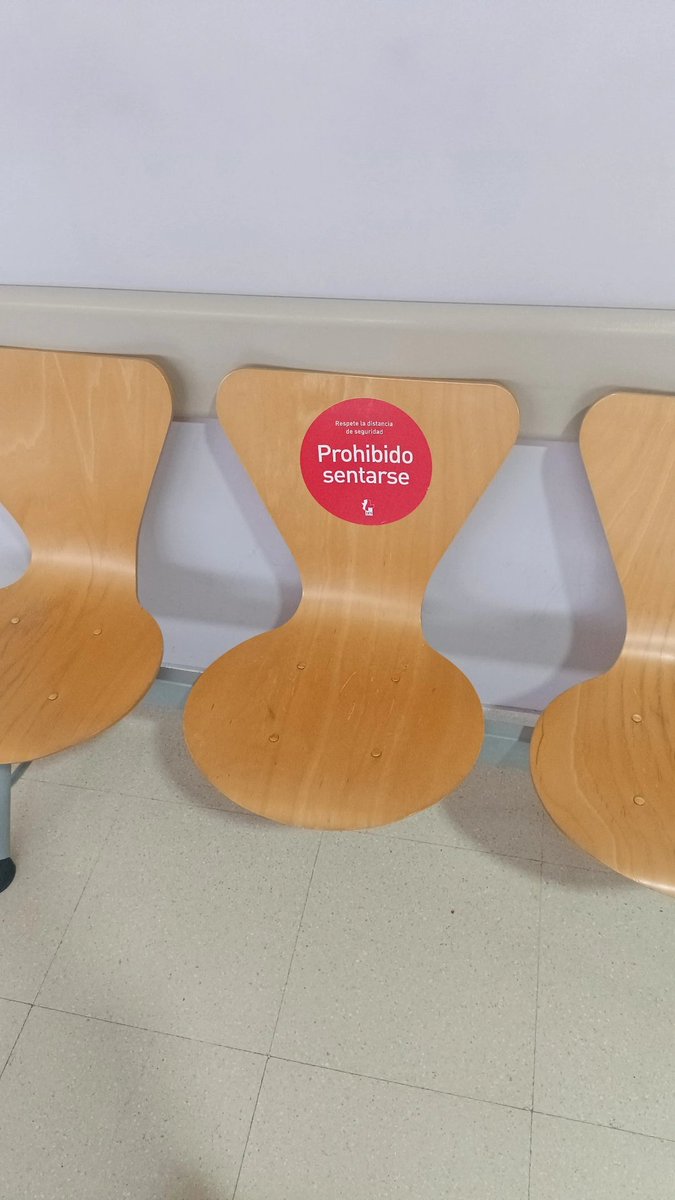 Respete la distancia
de seguridad
Prohibido
sentarse